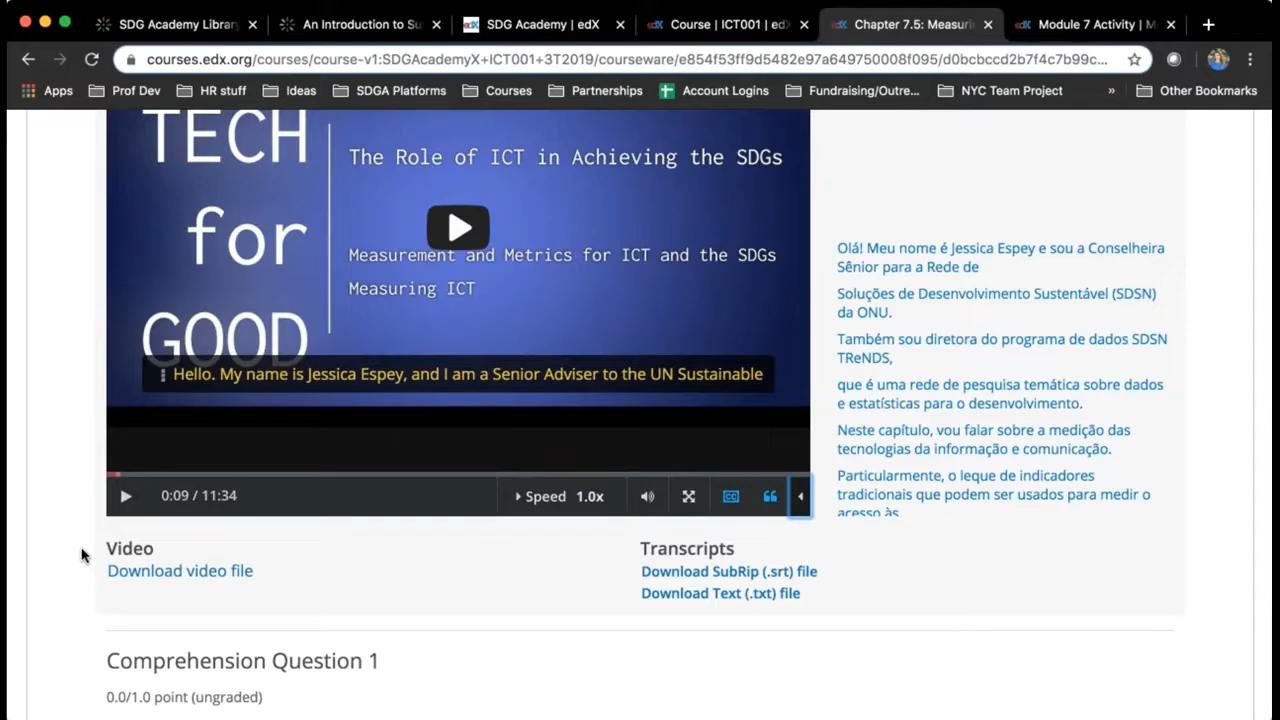 SDG Academy Library
An Introduction to Su
SDG Academy | edX
Course | ICT001 | edX
Chapter 7.5: Measuri
Module 7 Activity | M
courses.edx.org/courses/course-v1:SDGAcademyX+ICT001+3T2019/courseware/e854f53ff9d5482e97a649750008f095/d0bcbccd2b7f4c7b99c...
Apps
Prof Dev
HR stuff
Ideas
SDGA Platforms
Courses
Partnerships
Account Logins
Fundraising/Outre...
NYC Team Project
»
Other Bookmarks
TECH
for
GOOD
The Role of ICT in Achieving the SDGs
Measurement and Metrics for ICT and the SDGs
Measuring ICT
Hello. My name is Jessica Espey, and I am a Senior Adviser to the UN Sustainable
Olá! Meu nome é Jessica Espey e sou a Conselheira
Sênior para a Rede de
Soluções de Desenvolvimento Sustentável (SDSN)
da ONU.
Também sou diretora do programa de dados SDSN
TReNDS,
que é uma rede de pesquisa temática sobre dados
e estatísticas para o desenvolvimento.
Neste capítulo, vou falar sobre a medição das
tecnologias da informação e comunicação.
Particularmente, o leque de indicadores
tradicionais que podem ser usados para medir o
acesso às
0:09 / 11:34
Speed 1.0x
CC
Video
Download video file
Transcripts
Download SubRip (.srt) file
Download Text (.txt) file
Comprehension Question 1
0.0/1.0 point (ungraded)